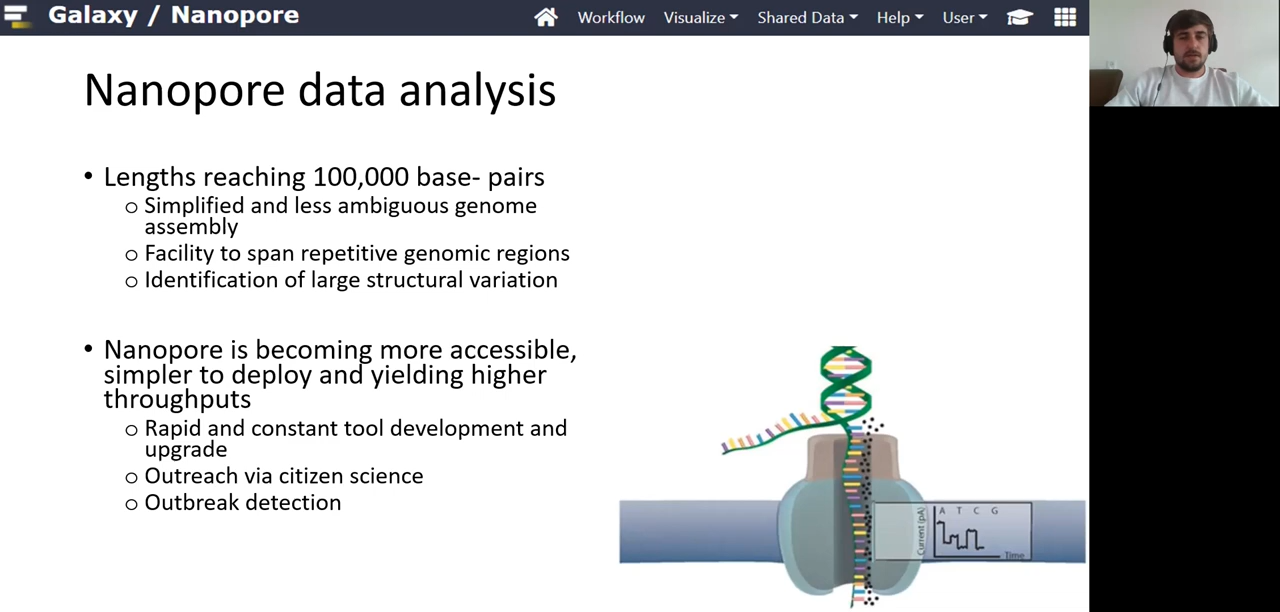 Galaxy / Nanopore
Workflow Visualize Shared Data Help User
Nanopore data analysis
• Lengths reaching 100,000 base- pairs
o Simplified and less ambiguous genome
assembly
o Facility to span repetitive genomic regions
o Identification of large structural variation
• Nanopore is becoming more accessible,
simpler to deploy and yielding higher
throughputs
o Rapid and constant tool development and
upgrade
o Outreach via citizen science
o Outbreak detection
A T C G
Current (pA)
Time